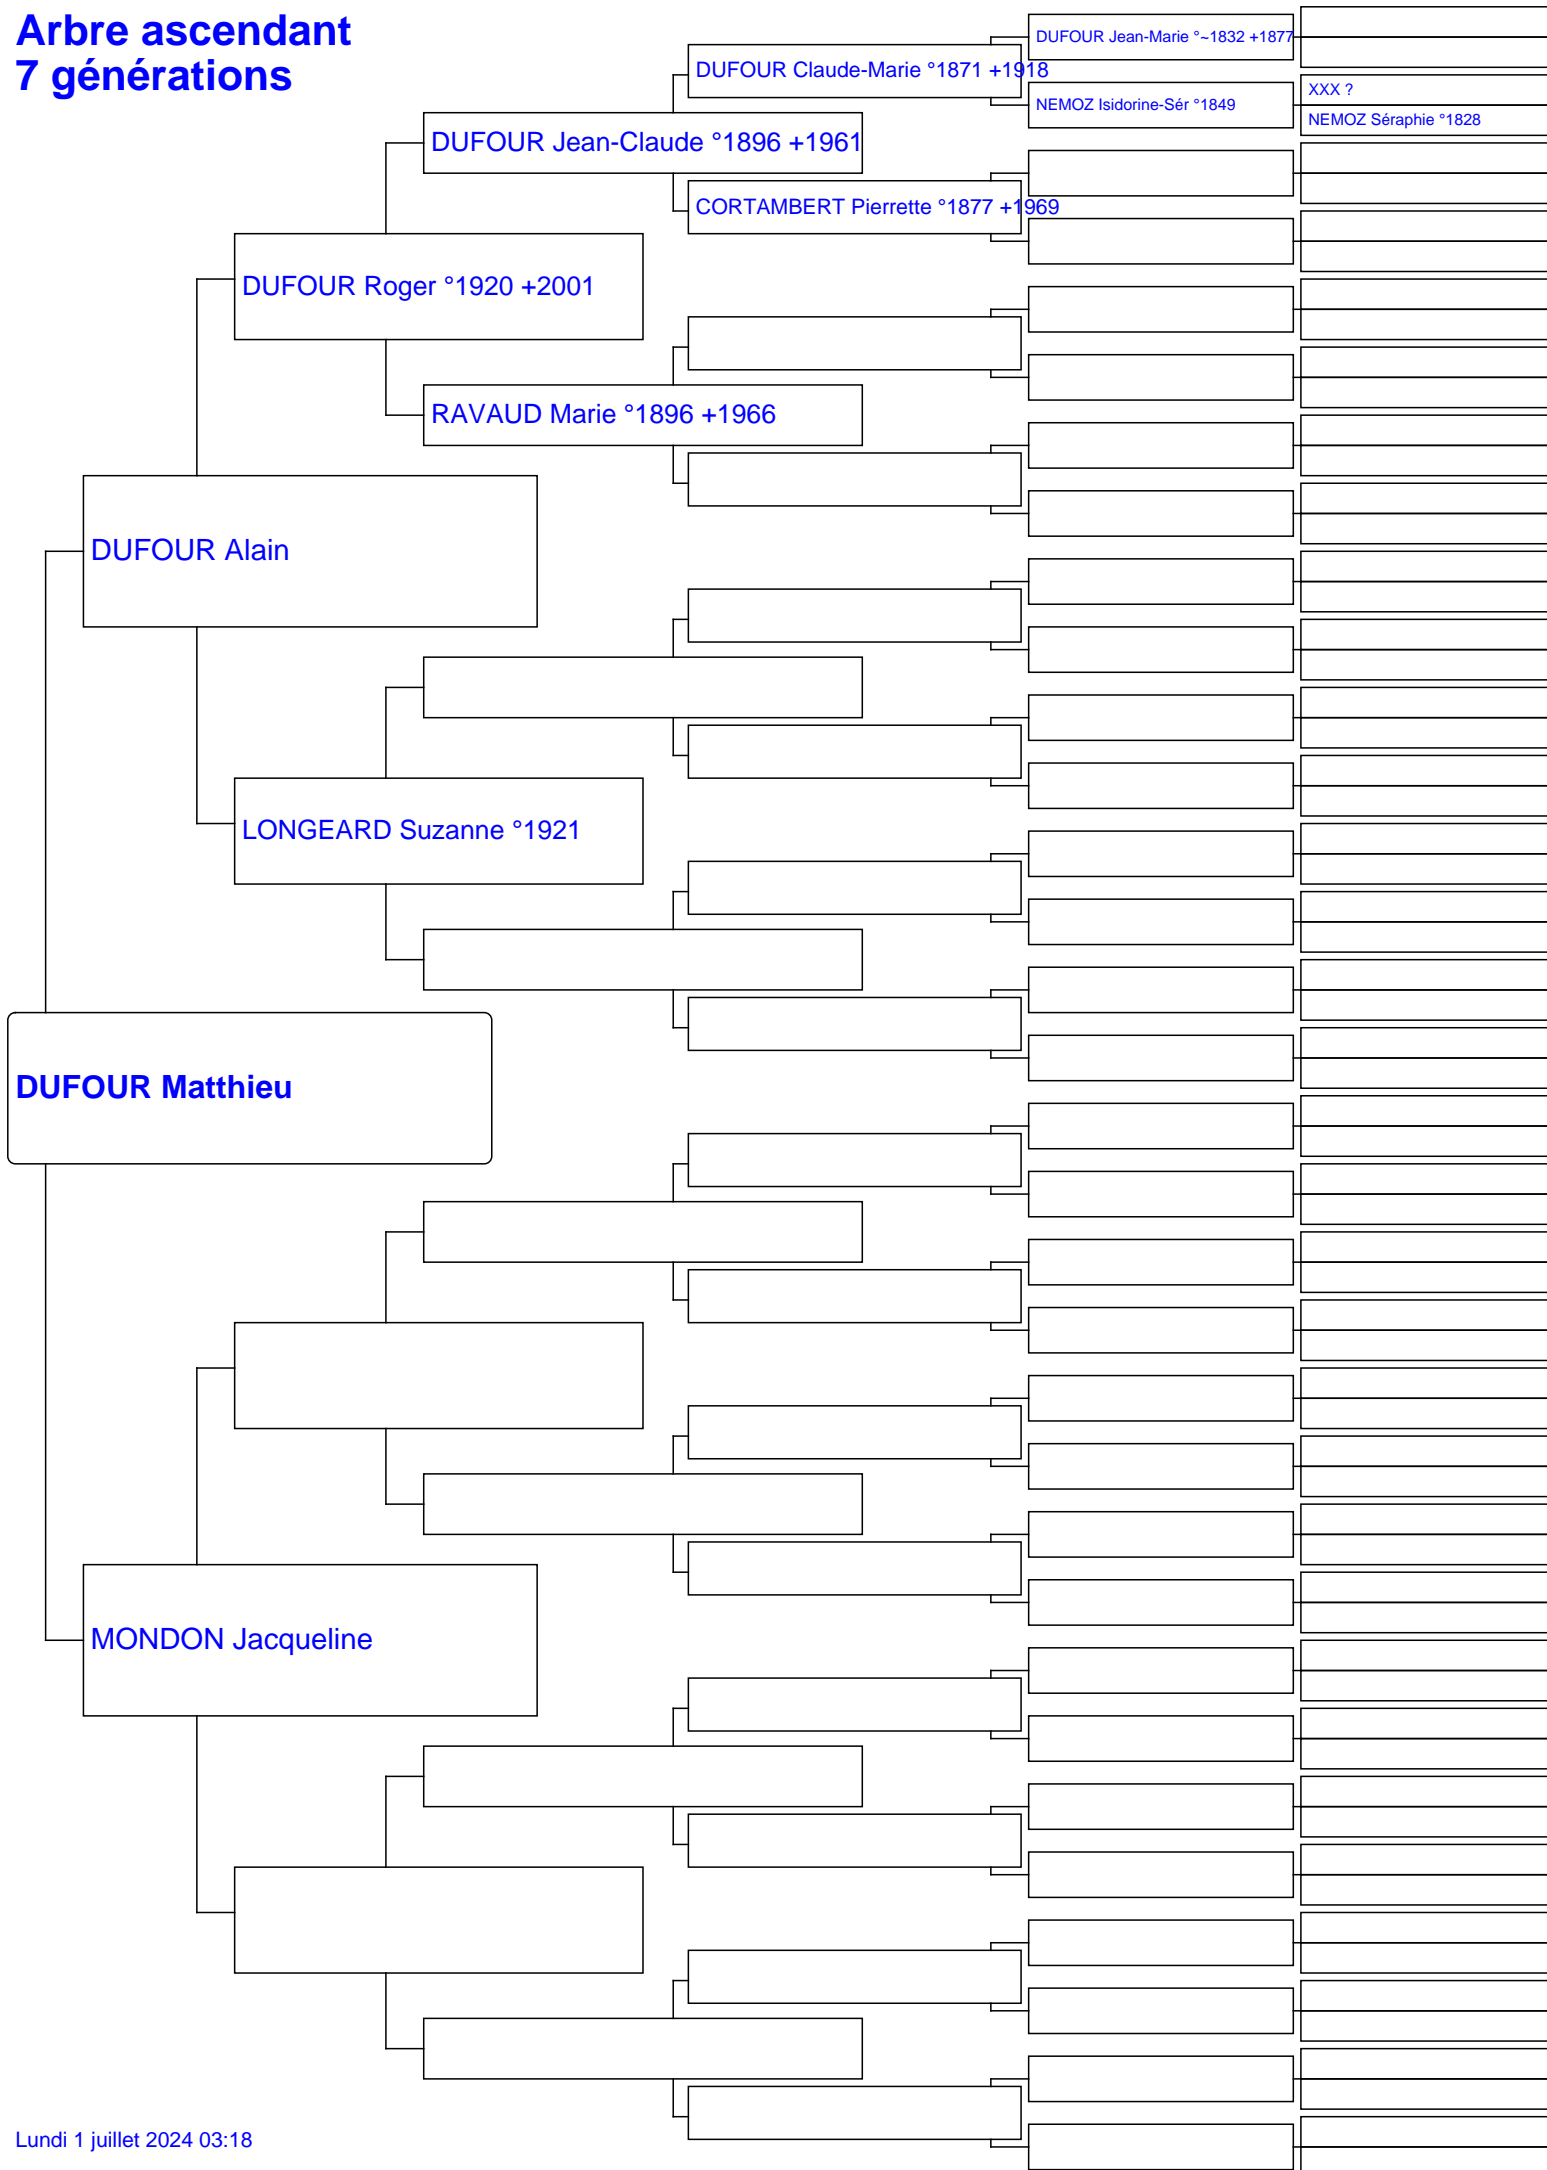 Arbre ascendant
7 générations
DUFOUR Jean-Marie °~1832 +1877
DUFOUR Claude-Marie °1871 +1918
XXX ?
NEMOZ Isidorine-Sér °1849
NEMOZ Séraphie °1828
DUFOUR Jean-Claude °1896 +1961
CORTAMBERT Pierrette °1877 +1969
DUFOUR Roger °1920 +2001
RAVAUD Marie °1896 +1966
DUFOUR Alain
LONGEARD Suzanne °1921
DUFOUR Matthieu
MONDON Jacqueline
Lundi 1 juillet 2024 03:18